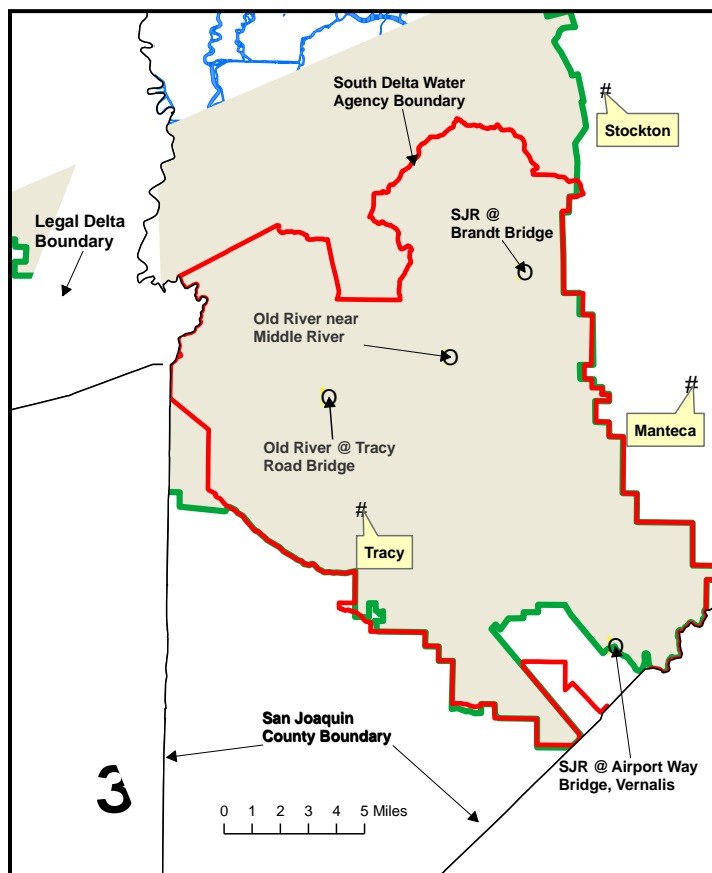 South Delta Water
Agency Boundary
#
Stockton
Legal Delta
Boundary
SJR @
Brandt Bridge
Old River near
Middle River
#
Manteca
Old River @ Tracy
Road Bridge
#
Tracy
San Joaquin
County Boundary
SJR @ Airport Way
Bridge, Vernalis
3
0 1 2 3 4 5 Miles